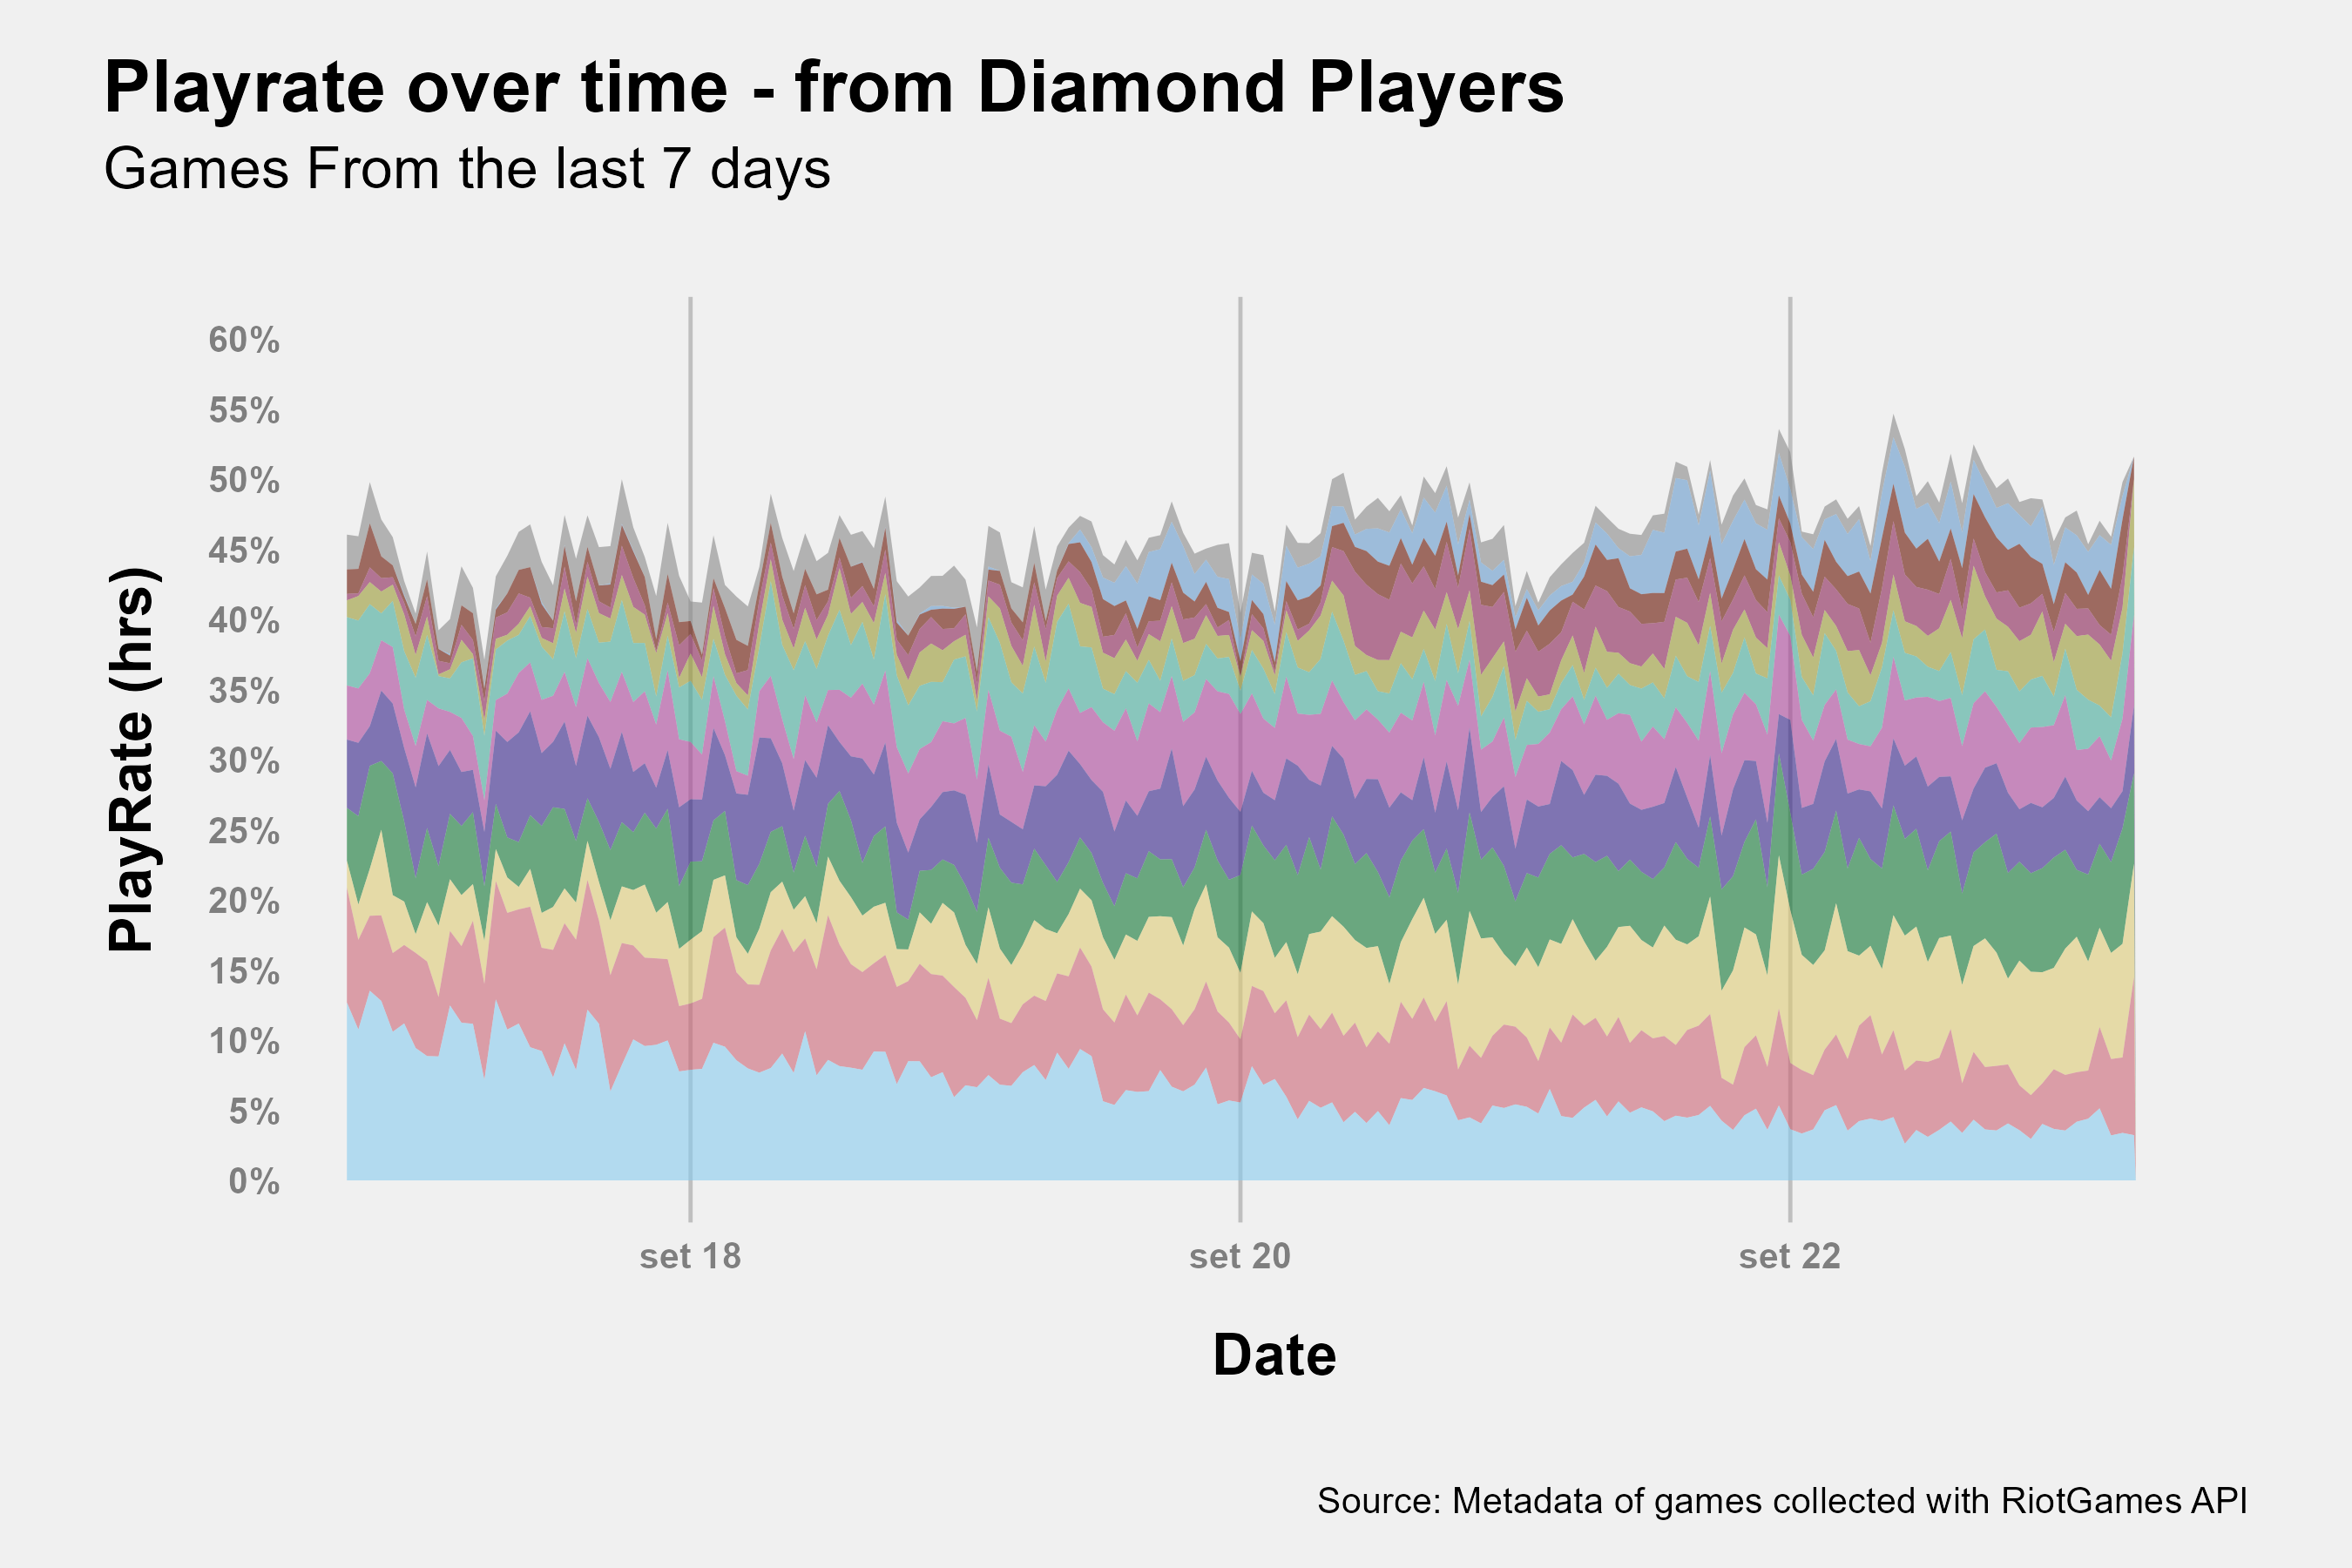 Playrate over time - from Diamond Players
Games From the last 7 days
60%
55%
50%
45%
40%
35%
30%
25%
20%
15%
10%
5%
0%
PlayRate (hrs)
set 18
set 20
set 22
Date
Source: Metadata of games collected with RiotGames API